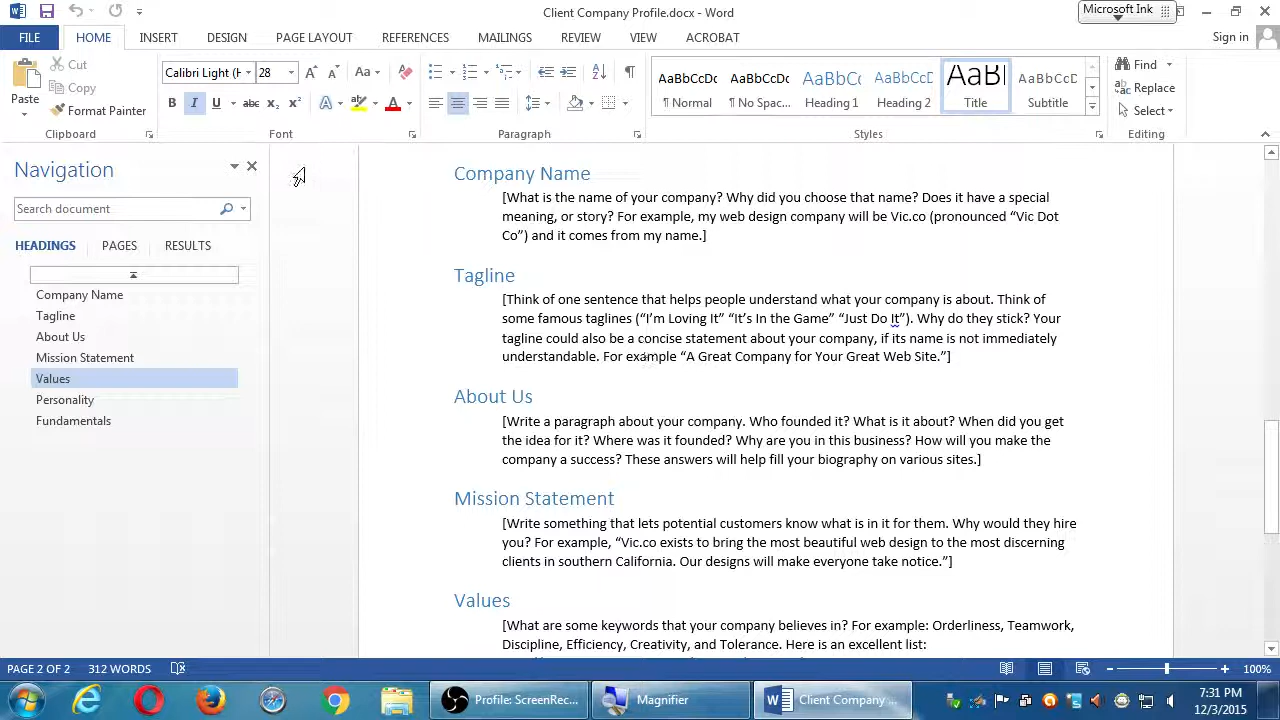 Client Company Profile.docx - Word
Microsoft Ink
FILE HOME INSERT DESIGN PAGE LAYOUT REFERENCES MAILINGS REVIEW VIEW ACROBAT Sign in
Cut
Copy
Format Painter
Paste
Clipboard
Calibri Light (H 28
Aa
B I U abc x₂ x² A A
Font
Paragraph
AaBbCcDc AaBbCcDc AaBbCc AaBbCcD AaBl AaBbCcD
¶ Normal ¶ No Spac... Heading 1 Heading 2 Title Subtitle
Styles
Find
Replace
Select
Editing
Navigation
Search document
HEADINGS PAGES RESULTS
Company Name
Tagline
About Us
Mission Statement
Values
Personality
Fundamentals
Company Name
[What is the name of your company? Why did you choose that name? Does it have a special
meaning, or story? For example, my web design company will be Vic.co (pronounced “Vic Dot
Co”) and it comes from my name.]
Tagline
[Think of one sentence that helps people understand what your company is about. Think of
some famous taglines (“I’m Loving It” “It’s In the Game” “Just Do It”). Why do they stick? Your
tagline could also be a concise statement about your company, if its name is not immediately
understandable. For example “A Great Company for Your Great Web Site.”]
About Us
[Write a paragraph about your company. Who founded it? What is it about? When did you get
the idea for it? Where was it founded? Why are you in this business? How will you make the
company a success? These answers will help fill your biography on various sites.]
Mission Statement
[Write something that lets potential customers know what is in it for them. Why would they hire
you? For example, “Vic.co exists to bring the most beautiful web design to the most discerning
clients in southern California. Our designs will make everyone take notice.”]
Values
[What are some keywords that your company believes in? For example: Orderliness, Teamwork,
Discipline, Efficiency, Creativity, and Tolerance. Here is an excellent list:
PAGE 2 OF 2 312 WORDS 100%
Profile: ScreenRec... Magnifier Client Company ...
7:31 PM
12/3/2015